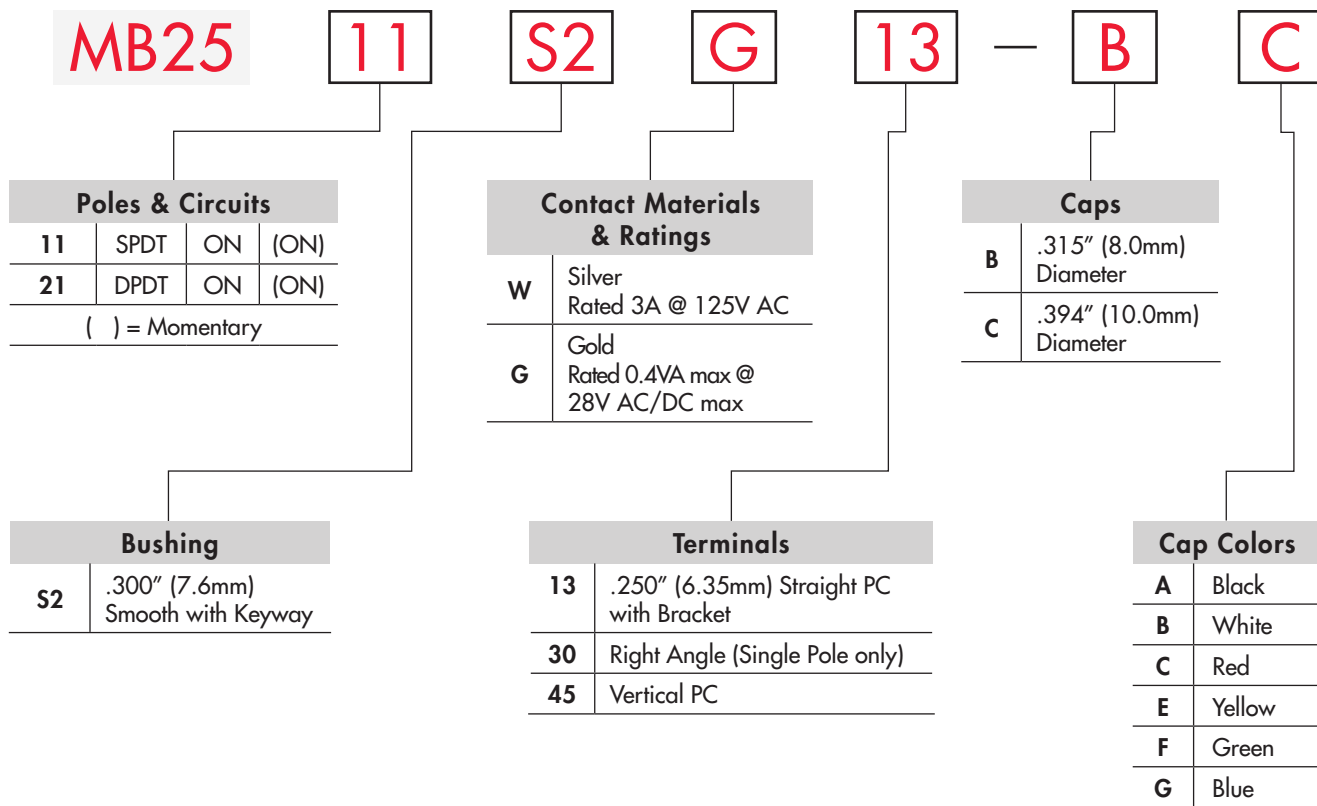 MB25 11 S2 G 13 — B C
Poles & Circuits
11 SPDT ON (ON)
21 DPDT ON (ON)
( ) = Momentary
Contact Materials
& Ratings
W Silver
Rated 3A @ 125V AC
G Gold
Rated 0.4VA max @
28V AC/DC max
Caps
B .315" (8.0mm)
Diameter
C .394" (10.0mm)
Diameter
Bushing
S2 .300" (7.6mm)
Smooth with Keyway
Terminals
13 .250" (6.35mm) Straight PC
with Bracket
30 Right Angle (Single Pole only)
45 Vertical PC
Cap Colors
A Black
B White
C Red
E Yellow
F Green
G Blue